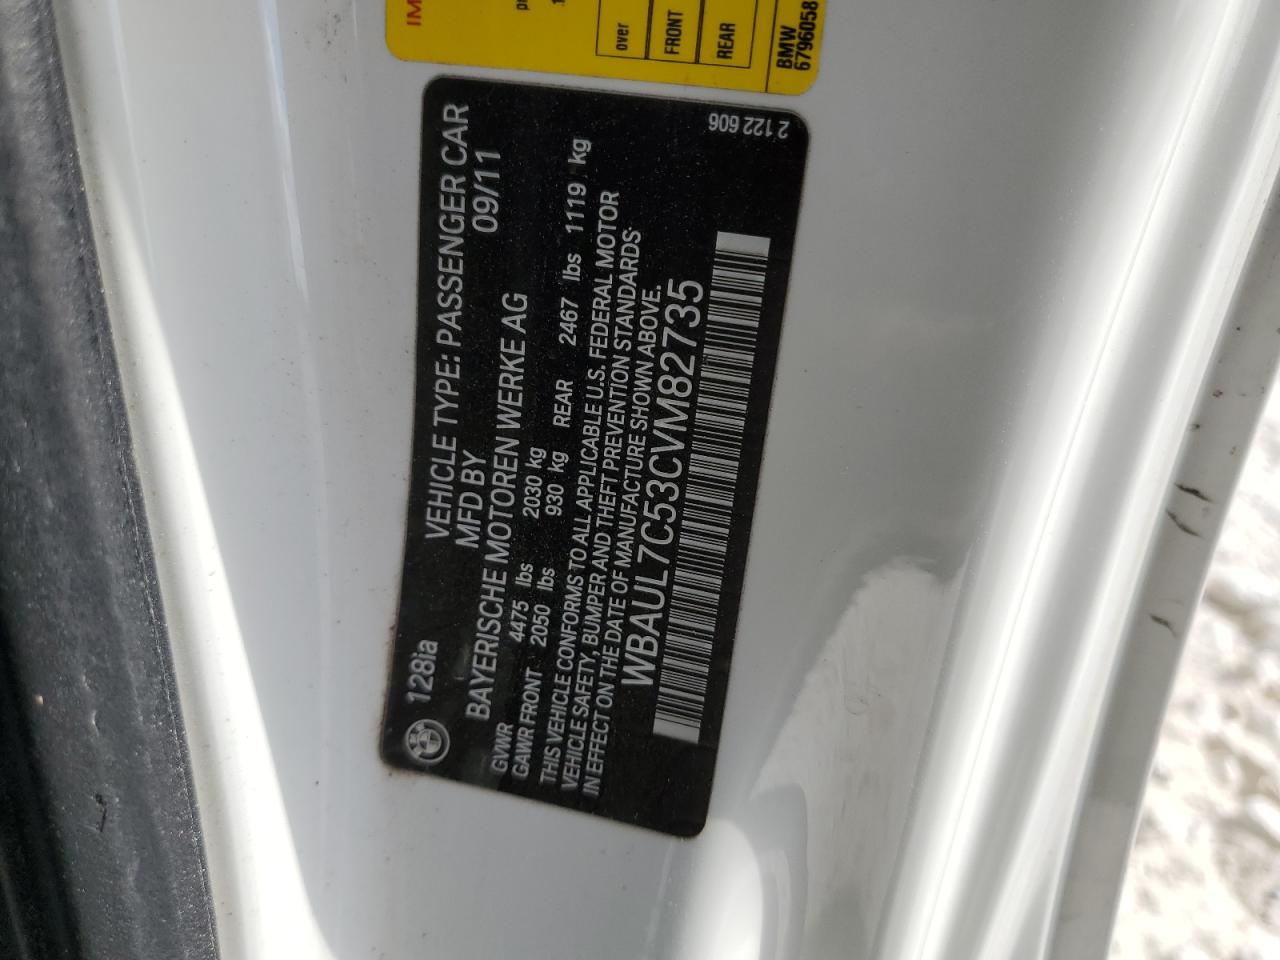 IM
over
FRONT
REAR
BMW
6796058
128ia
VEHICLE TYPE: PASSENGER CAR
MFD BY 09/11
BAYERISCHE MOTOREN WERKE AG
GVWR 4475 lbs 2030 kg
GAWR FRONT 2050 lbs 930 kg REAR 2467 lbs 1119 kg
THIS VEHICLE CONFORMS TO ALL APPLICABLE U.S. FEDERAL MOTOR
VEHICLE SAFETY, BUMPER AND THEFT PREVENTION STANDARDS
IN EFFECT ON THE DATE OF MANUFACTURE SHOWN ABOVE.
WBAUL7C53CVM82735
2 122 606